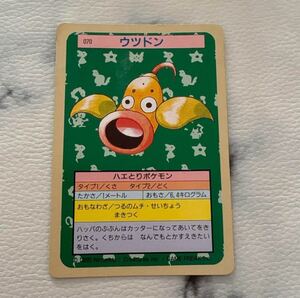 070
ウツドン
ハエとりポケモン
タイプ1/くさ タイプ2/どく
たかさ/1メートル おもさ/6.4キログラム
おもなわざ/つるのムチ・せいちょう
まきつく
ハッパのぶぶんはカッターになってあいてをき
りさく。くちからは なんでもとかすえきたいを
はく。